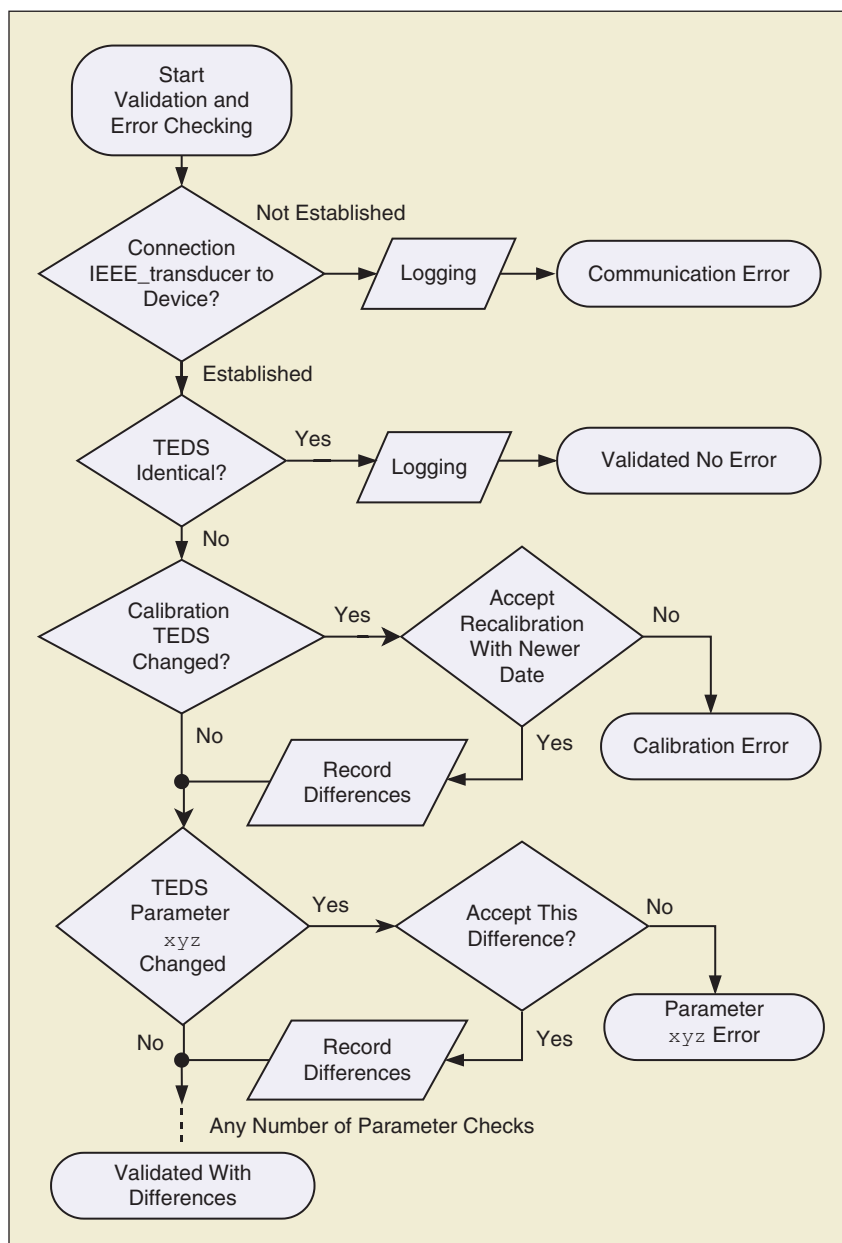 Start
Validation and
Error Checking
Not Established
Connection
IEEE_transducer to
Device?
Logging
Communication Error
Established
TEDS
Identical?
Yes
Logging
Validated No Error
No
Calibration
TEDS
Changed?
Yes
Accept
Recalibration
With Newer
Date
No
Calibration Error
No
Yes
Record
Differences
TEDS
Parameter
xyz
Changed
Yes
Accept This
Difference?
No
Parameter
xyz Error
No
Yes
Record
Differences
Any Number of Parameter Checks
Validated With
Differences